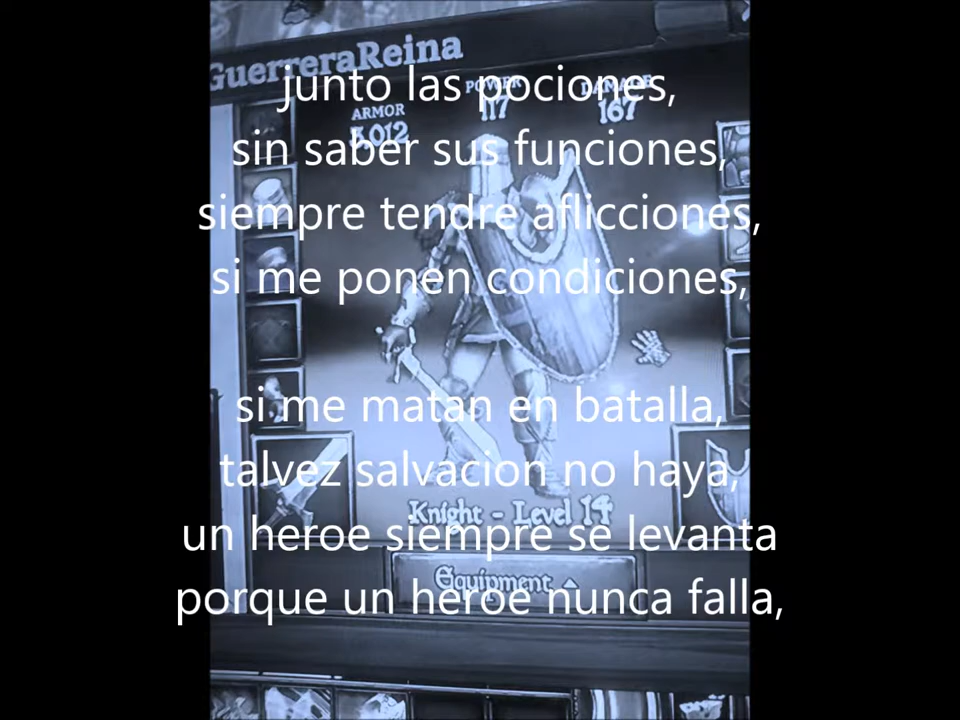 GuerreraReina
junto las pociones,
POWER
117
DAMAGE
167
ARMOR
3,012
sin saber sus funciones,
siempre tendre aflicciones,
si me ponen condiciones,
si me matan en batalla,
talvez salvacion no haya,
Knight - Level 14
un heroe siempre se levanta
Equipment
porque un heroe nunca falla,